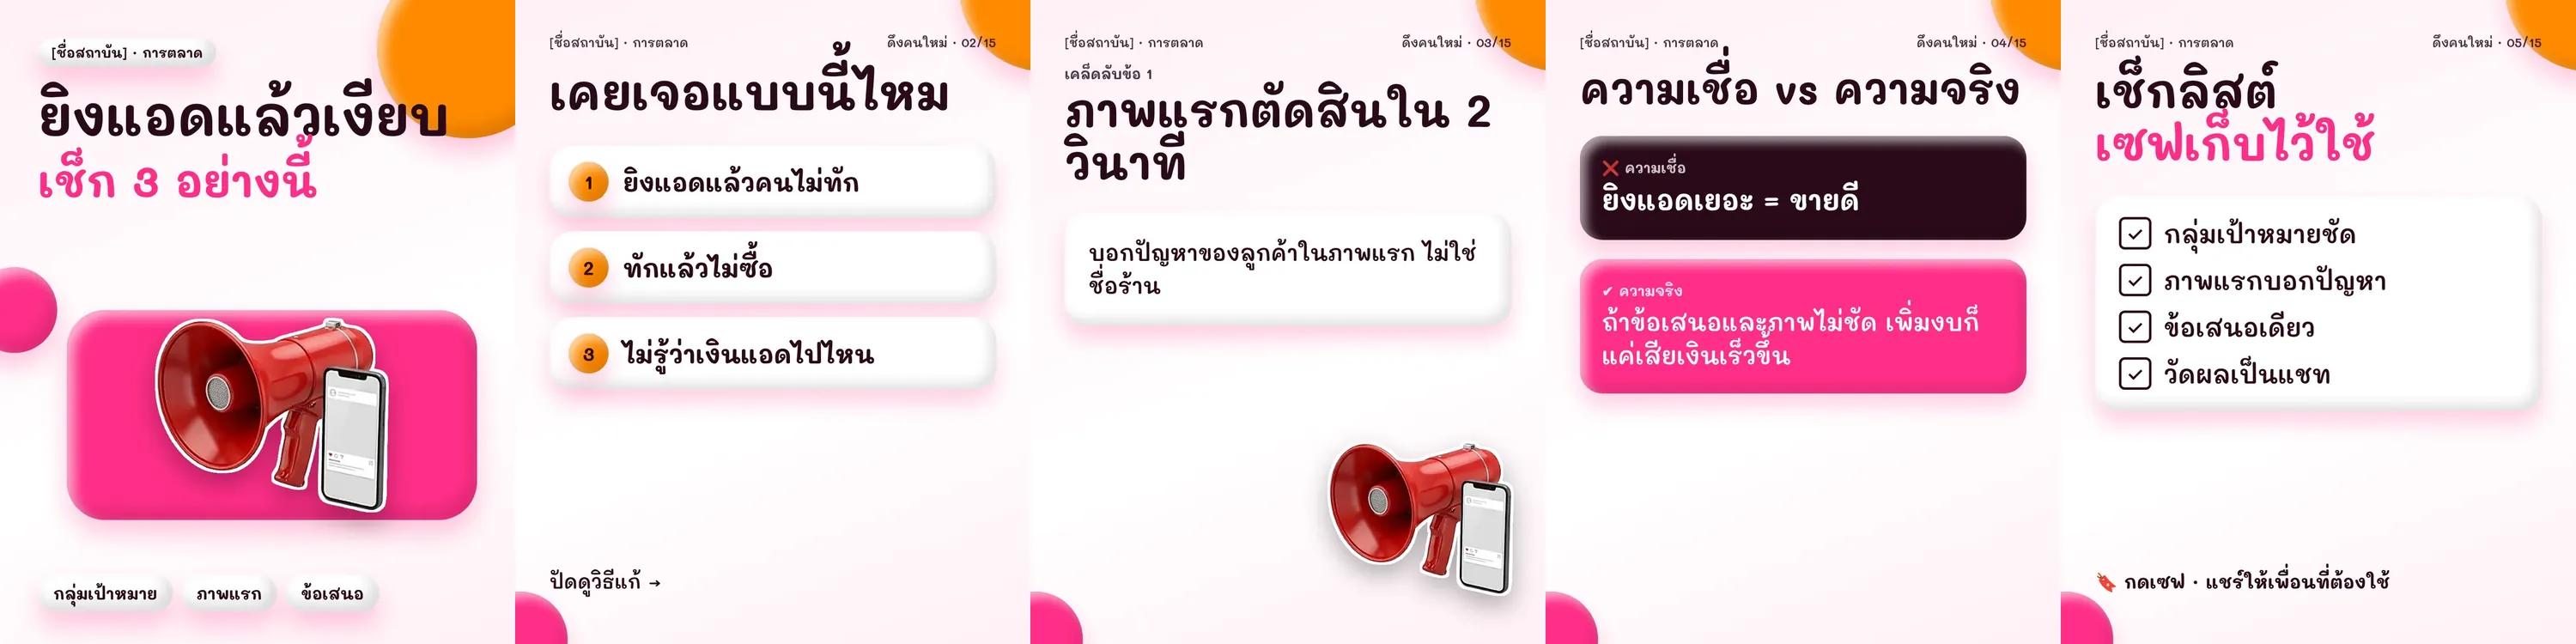 [ชื่อสถาบัน] · การตลาด
ยิงแอดแล้วเงียบ
เช็ก 3 อย่างนี้
กลุ่มเป้าหมาย
ภาพแรก
ข้อเสนอ
[ชื่อสถาบัน] · การตลาด
ดึงคนใหม่ · 02/15
เคยเจอแบบนี้ไหม
1 ยิงแอดแล้วคนไม่ทัก
2 ทักแล้วไม่ซื้อ
3 ไม่รู้ว่าเงินแอดไปไหน
ปัดดูวิธีแก้ →
[ชื่อสถาบัน] · การตลาด
ดึงคนใหม่ · 03/15
เคล็ดลับข้อ 1
ภาพแรกตัดสินใน 2
วินาที
บอกปัญหาของลูกค้าในภาพแรก ไม่ใช่
ชื่อร้าน
[ชื่อสถาบัน] · การตลาด
ดึงคนใหม่ · 04/15
ความเชื่อ vs ความจริง
❌ ความเชื่อ
ยิงแอดเยอะ = ขายดี
✔ ความจริง
ถ้าข้อเสนอและภาพไม่ชัด เพิ่มงบก็
แค่เสียเงินเร็วขึ้น
[ชื่อสถาบัน] · การตลาด
ดึงคนใหม่ · 05/15
เช็กลิสต์
เซฟเก็บไว้ใช้
กลุ่มเป้าหมายชัด
ภาพแรกบอกปัญหา
ข้อเสนอเดียว
วัดผลเป็นแชท
🔖 กดเซฟ · แชร์ให้เพื่อนที่ต้องใช้